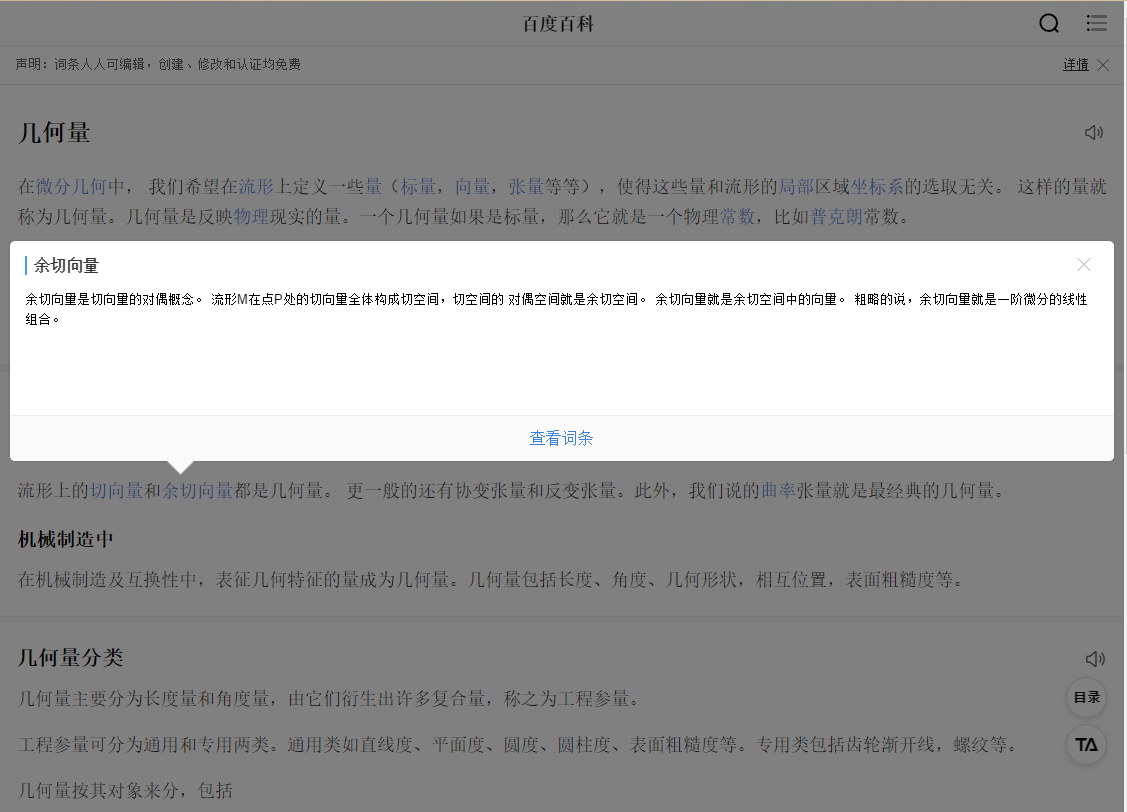 百度百科
声明：词条人人可编辑，创建、修改和认证均免费
详情
几何量
在微分几何中， 我们希望在流形上定义一些量（标量，向量，张量等等），使得这些量和流形的局部区域坐标系的选取无关。 这样的量就
称为几何量。几何量是反映物理现实的量。一个几何量如果是标量，那么它就是一个物理常数，比如普克朗常数。
余切向量
余切向量是切向量的对偶概念。 流形M在点P处的切向量全体构成切空间，切空间的 对偶空间就是余切空间。 余切向量就是余切空间中的向量。 粗略的说，余切向量就是一阶微分的线性
组合。
查看词条
流形上的切向量和余切向量都是几何量。 更一般的还有协变张量和反变张量。此外，我们说的曲率张量就是最经典的几何量。
机械制造中
在机械制造及互换性中，表征几何特征的量成为几何量。几何量包括长度、角度、几何形状，相互位置，表面粗糙度等。
几何量分类
几何量主要分为长度量和角度量，由它们衍生出许多复合量，称之为工程参量。
目录
工程参量可分为通用和专用两类。通用类如直线度、平面度、圆度、圆柱度、表面粗糙度等。专用类包括齿轮渐开线，螺纹等。
TA
几何量按其对象来分，包括